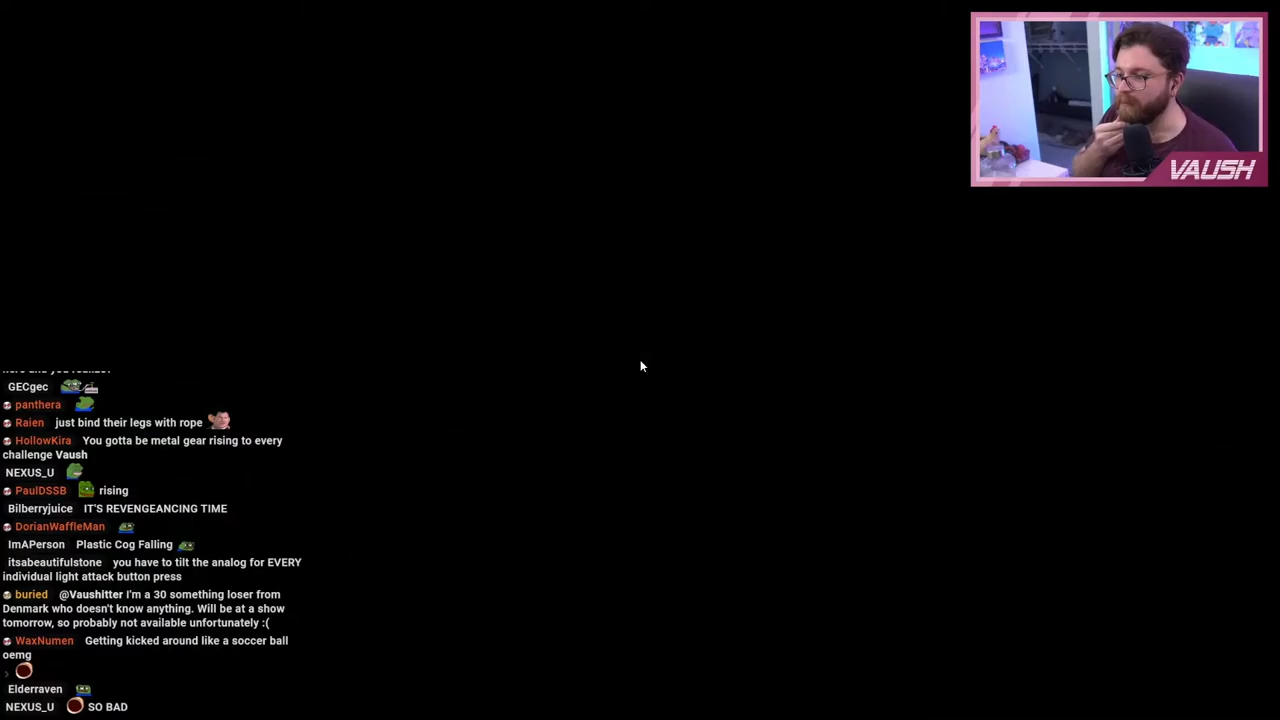 VAUSH
GECgec
panthera
Raien just bind their legs with rope
HollowKira You gotta be metal gear rising to every
challenge Vaush
NEXUS_U
PaulDSSB rising
Bilberryjuice IT'S REVENGEANCING TIME
DorianWaffleMan
ImAPerson Plastic Cog Falling
itsabeautifulstone you have to tilt the analog for EVERY
individual light attack button press
buried @Vaushitter I'm a 30 something loser from
Denmark who doesn't know anything. Will be at a show
tomorrow, so probably not available unfortunately :(
WaxNumen Getting kicked around like a soccer ball
oemg
Elderraven
NEXUS_U SO BAD